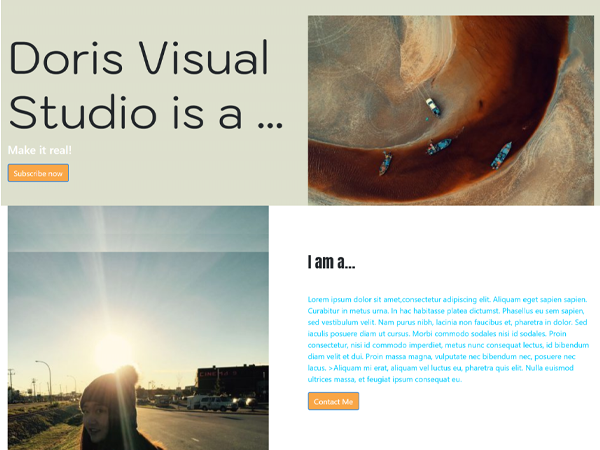 Doris Visual
Studio is a ...
Make it real!
Subscribe now
I am a...
Lorem ipsum dolor sit amet,consectetur adipiscing elit. Aliquam eget sapien sapien.
Curabitur in metus urna. In hac habitasse platea dictumst. Phasellus eu sem sapien,
sed vestibulum velit. Nam purus nibh, lacinia non faucibus et, pharetra in dolor. Sed
iaculis posuere diam ut cursus. Morbi commodo sodales nisi id sodales. Proin
consectetur, nisi id commodo imperdiet, metus nunc consequat lectus, id bibendum
diam velit et dui. Proin massa magna, vulputate nec bibendum nec, posuere nec
lacus. >Aliquam mi erat, aliquam vel luctus eu, pharetra quis elit. Nulla euismod
ultrices massa, et feugiat ipsum consequat eu.
Contact Me